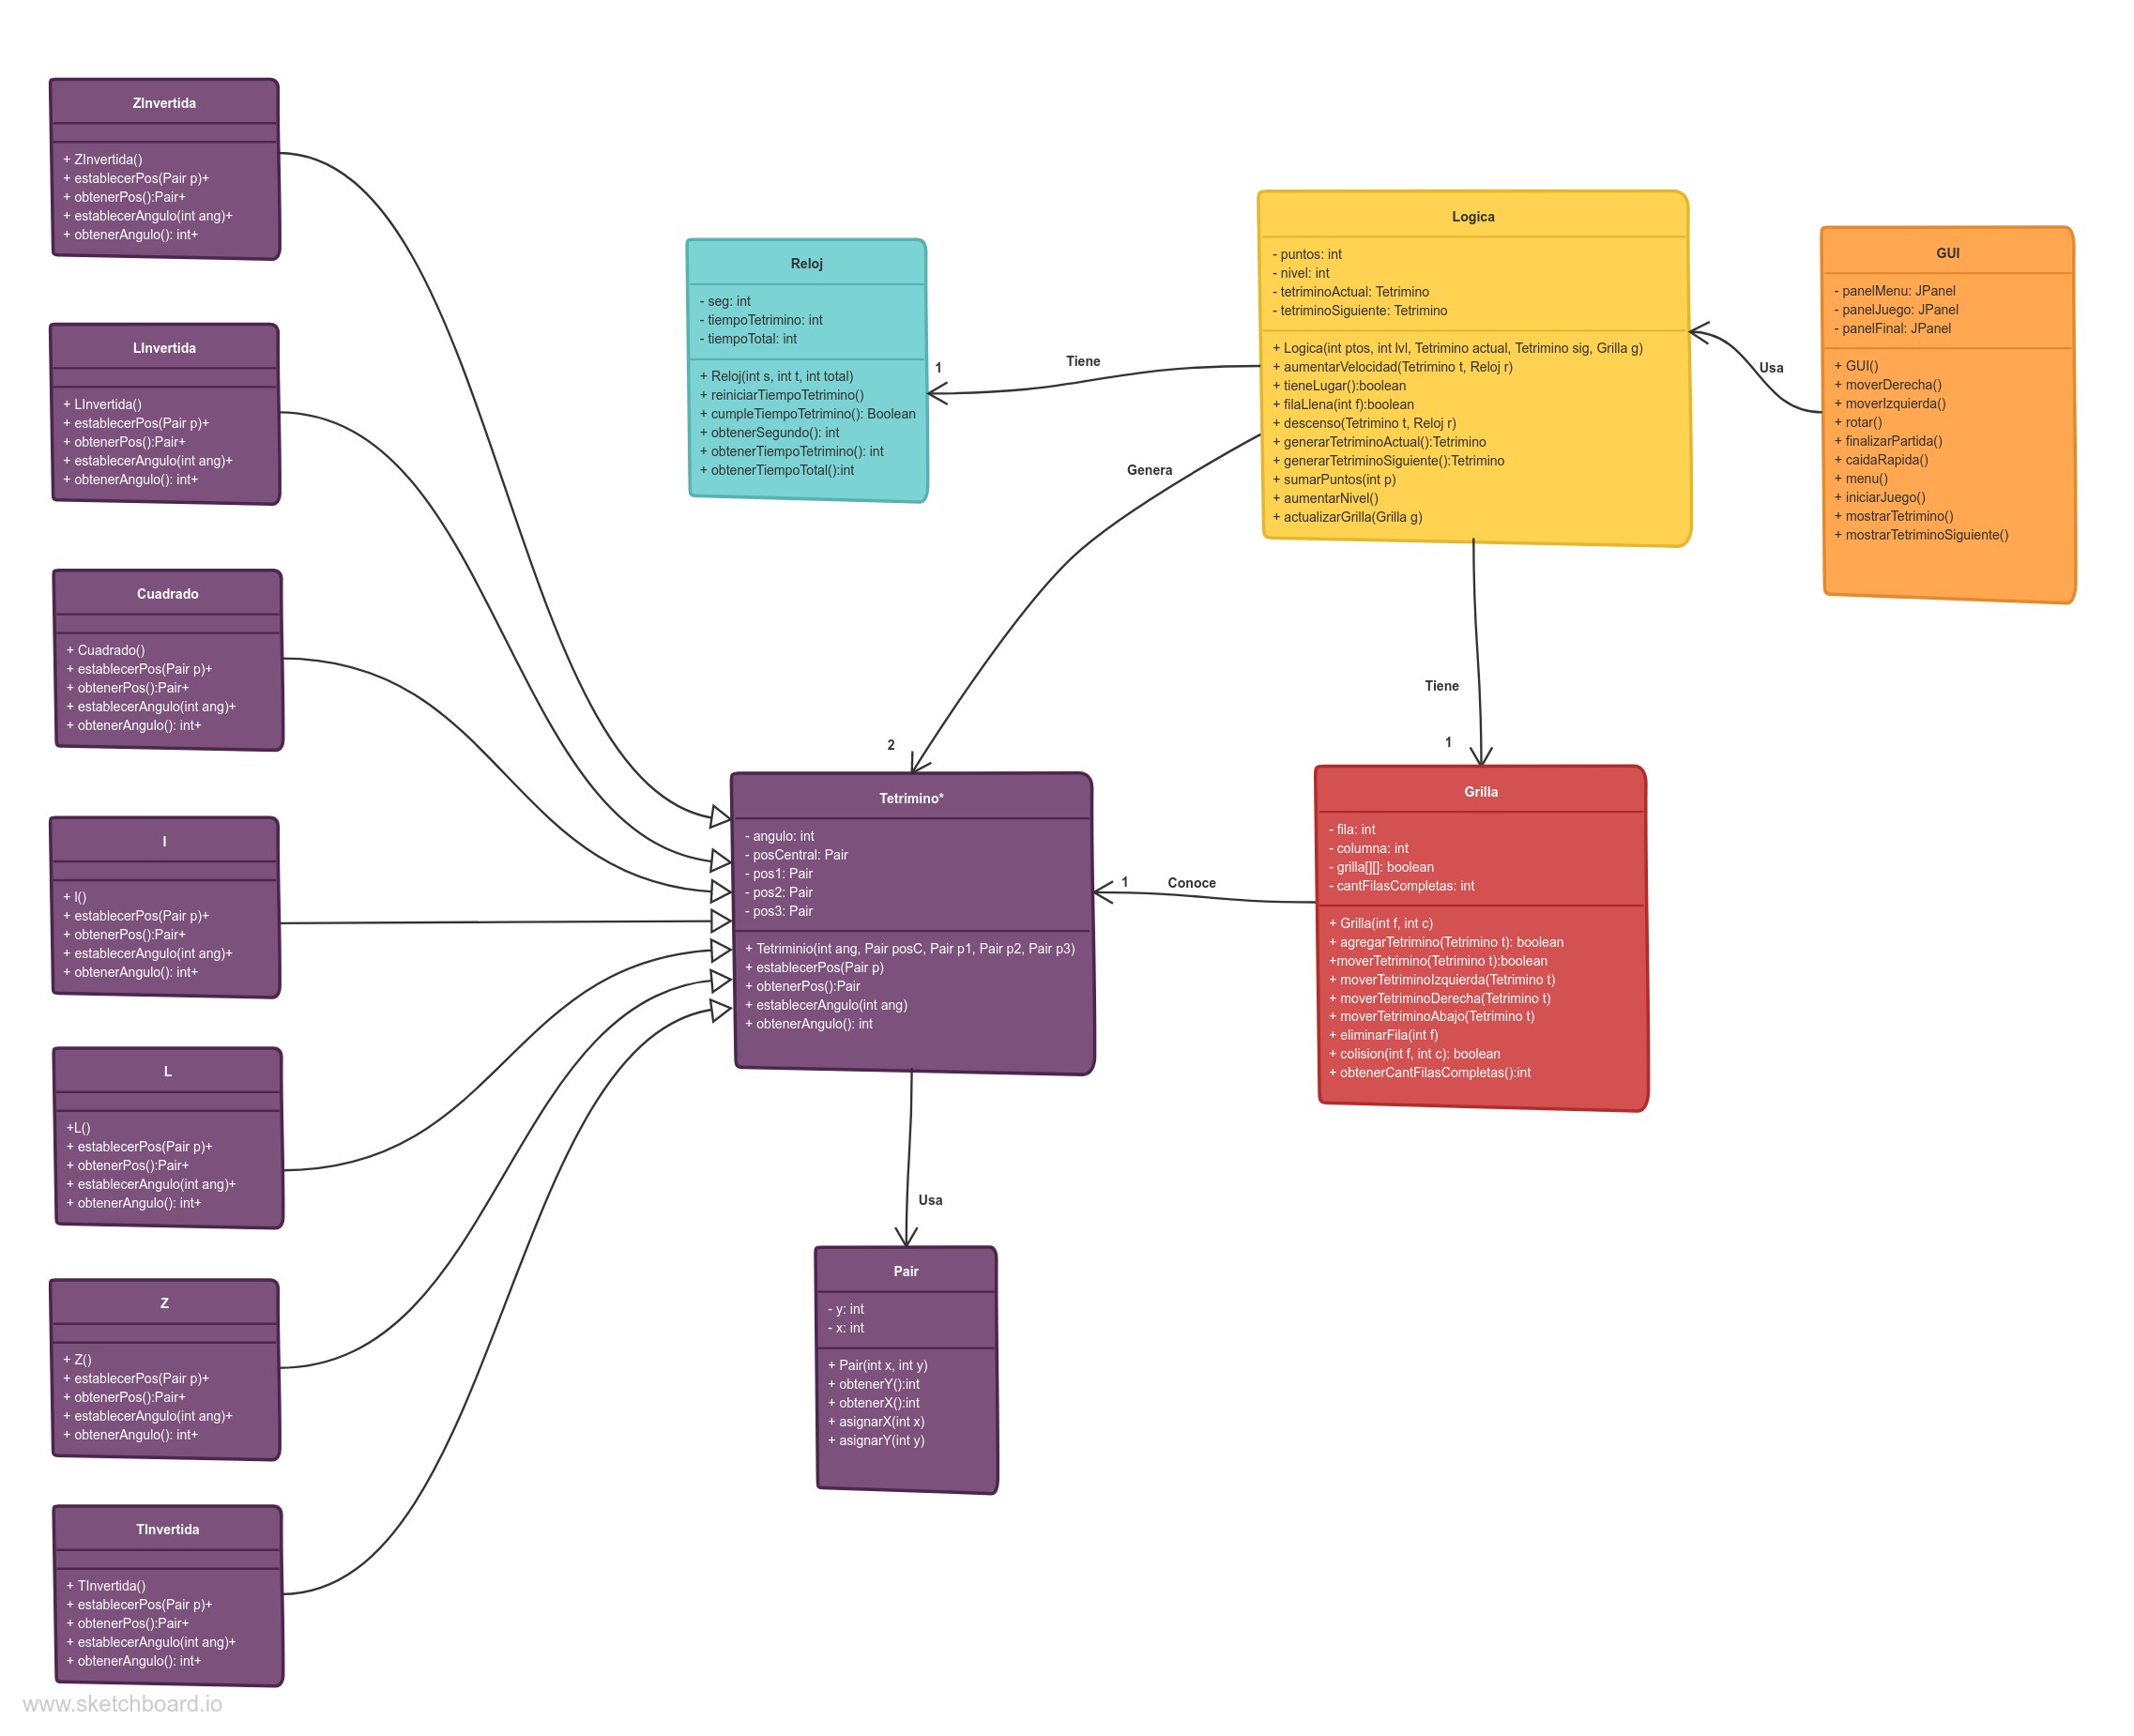 ZInvertida
+ ZInvertida()
+ establecerPos(Pair p)+
+ obtenerPos():Pair+
+ establecerAngulo(int ang)+
+ obtenerAngulo(): int+
LInvertida
+ LInvertida()
+ establecerPos(Pair p)+
+ obtenerPos():Pair+
+ establecerAngulo(int ang)+
+ obtenerAngulo(): int+
Cuadrado
+ Cuadrado()
+ establecerPos(Pair p)+
+ obtenerPos():Pair+
+ establecerAngulo(int ang)+
+ obtenerAngulo(): int+
I
+ I()
+ establecerPos(Pair p)+
+ obtenerPos():Pair+
+ establecerAngulo(int ang)+
+ obtenerAngulo(): int+
L
+L()
+ establecerPos(Pair p)+
+ obtenerPos():Pair+
+ establecerAngulo(int ang)+
+ obtenerAngulo(): int+
Z
+ Z()
+ establecerPos(Pair p)+
+ obtenerPos():Pair+
+ establecerAngulo(int ang)+
+ obtenerAngulo(): int+
TInvertida
+ TInvertida()
+ establecerPos(Pair p)+
+ obtenerPos():Pair+
+ establecerAngulo(int ang)+
+ obtenerAngulo(): int+
Reloj
- seg: int
- tiempoTetrimino: int
- tiempoTotal: int
+ Reloj(int s, int t, int total)
+ reiniciarTiempoTetrimino()
+ cumpleTiempoTetrimino(): Boolean
+ obtenerSegundo(): int
+ obtenerTiempoTetrimino(): int
+ obtenerTiempoTotal():int
1
Tiene
Genera
2
Logica
- puntos: int
- nivel: int
- tetriminoActual: Tetrimino
- tetriminoSiguiente: Tetrimino
+ Logica(int ptos, int lvl, Tetrimino actual, Tetrimino sig, Grilla g)
+ aumentarVelocidad(Tetrimino t, Reloj r)
+ tieneLugar():boolean
+ filaLlena(int f):boolean
+ descenso(Tetrimino t, Reloj r)
+ generarTetriminoActual():Tetrimino
+ generarTetriminoSiguiente():Tetrimino
+ sumarPuntos(int p)
+ aumentarNivel()
+ actualizarGrilla(Grilla g)
Usa
GUI
- panelMenu: JPanel
- panelJuego: JPanel
- panelFinal: JPanel
+ GUI()
+ moverDerecha()
+ moverIzquierda()
+ rotar()
+ finalizarPartida()
+ caidaRapida()
+ menu()
+ iniciarJuego()
+ mostrarTetrimino()
+ mostrarTetriminoSiguiente()
Tiene
1
Tetrimino*
- angulo: int
- posCentral: Pair
- pos1: Pair
- pos2: Pair
- pos3: Pair
+ Tetriminio(int ang, Pair posC, Pair p1, Pair p2, Pair p3)
+ establecerPos(Pair p)
+ obtenerPos():Pair
+ establecerAngulo(int ang)
+ obtenerAngulo(): int
1
Conoce
Grilla
- fila: int
- columna: int
- grilla[][]: boolean
- cantFilasCompletas: int
+ Grilla(int f, int c)
+ agregarTetrimino(Tetrimino t): boolean
+moverTetrimino(Tetrimino t):boolean
+ moverTetriminoIzquierda(Tetrimino t)
+ moverTetriminoDerecha(Tetrimino t)
+ moverTetriminoAbajo(Tetrimino t)
+ eliminarFila(int f)
+ colision(int f, int c): boolean
+ obtenerCantFilasCompletas():int
Usa
Pair
- y: int
- x: int
+ Pair(int x, int y)
+ obtenerY():int
+ obtenerX():int
+ asignarX(int x)
+ asignarY(int y)
www.sketchboard.io